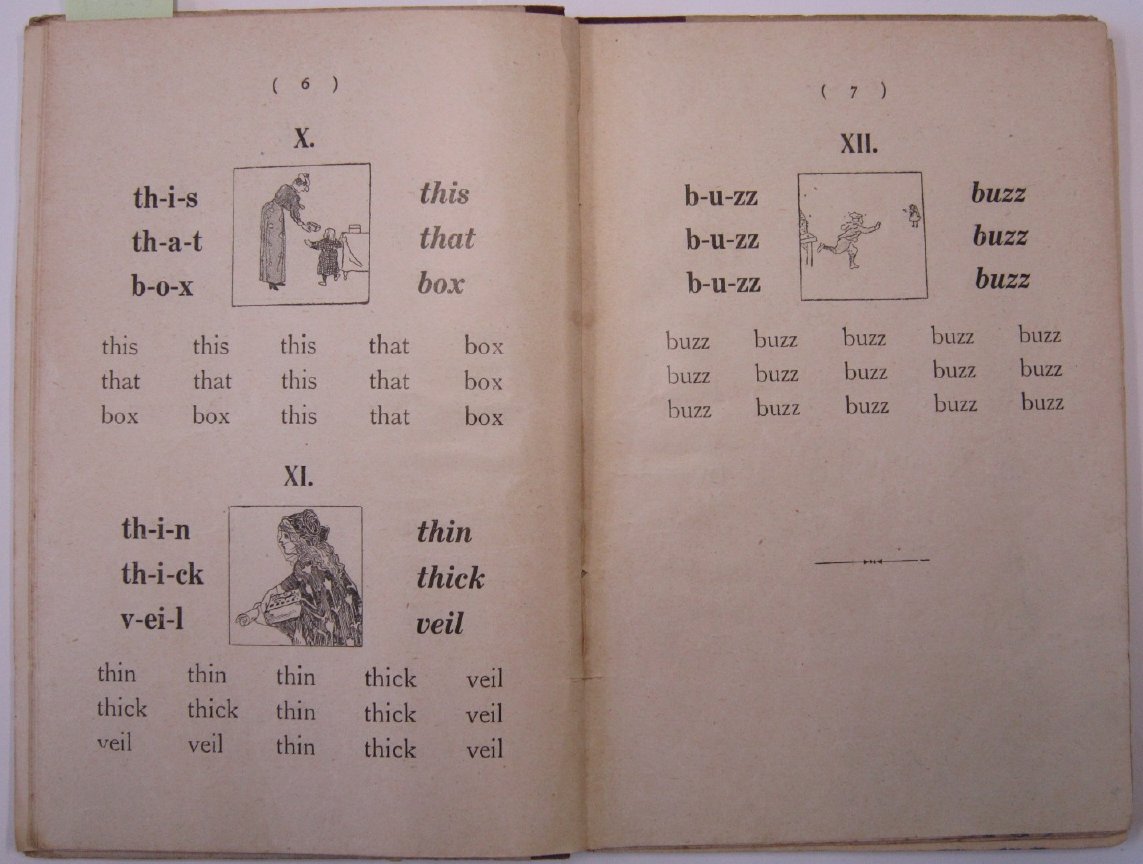 ( 6 )
X.
th-i-s this
th-a-t that
b-o-x box
this this this that box
that that this that box
box box this that box
XI.
th-i-n thin
th-i-ck thick
v-ei-l veil
thin thin thin thick veil
thick thick thin thick veil
veil veil thin thick veil
( 7 )
XII.
b-u-zz buzz
b-u-zz buzz
b-u-zz buzz
buzz buzz buzz buzz buzz
buzz buzz buzz buzz buzz
buzz buzz buzz buzz buzz